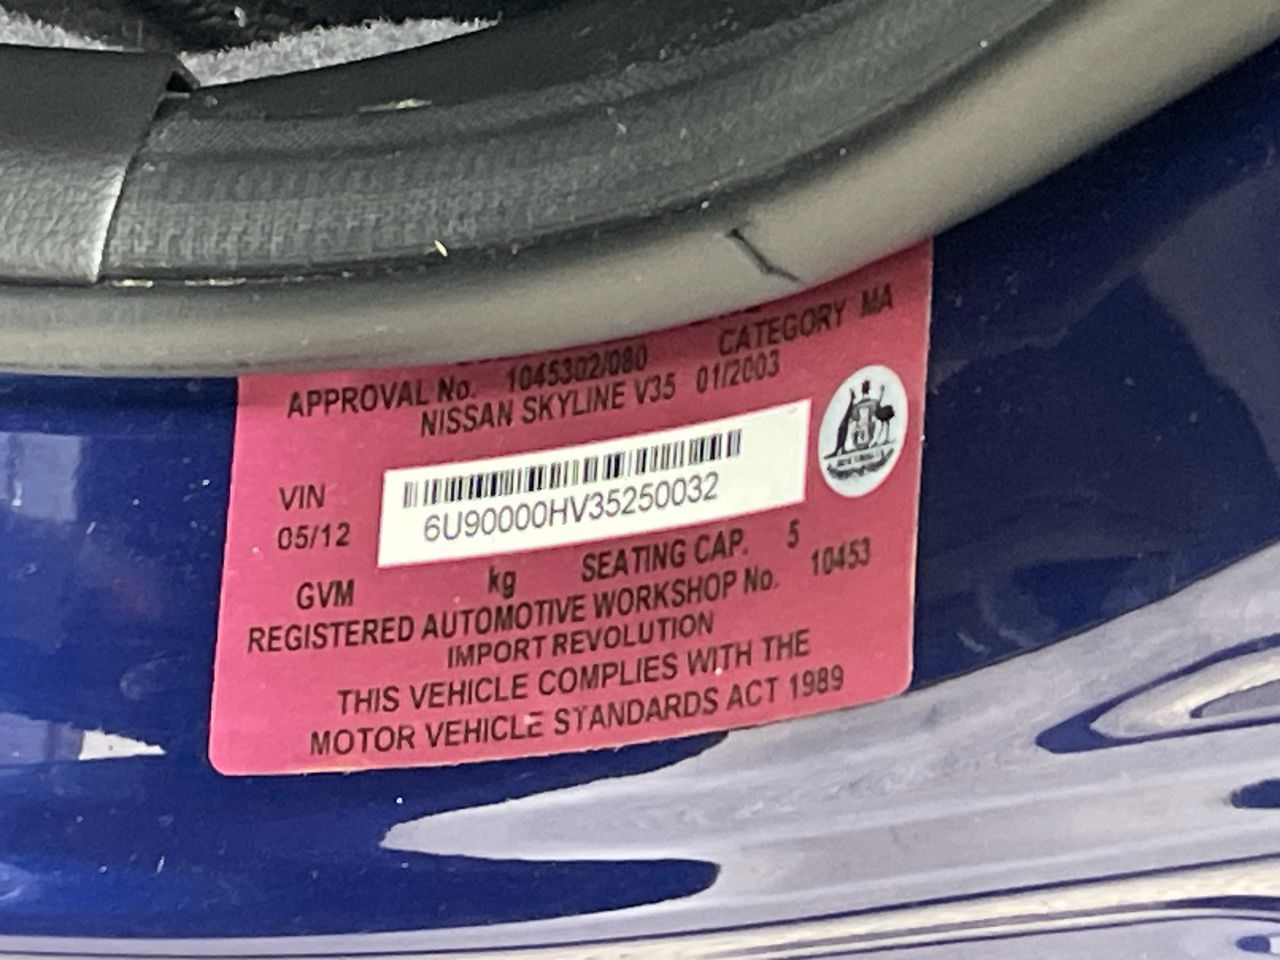 CATEGORY MA
APPROVAL No. 1045302/080
NISSAN SKYLINE V35 01/2003
VIN
6U90000HV35250032
05/12
GVM kg SEATING CAP. 5
REGISTERED AUTOMOTIVE WORKSHOP No. 10453
IMPORT REVOLUTION
THIS VEHICLE COMPLIES WITH THE
MOTOR VEHICLE STANDARDS ACT 1989